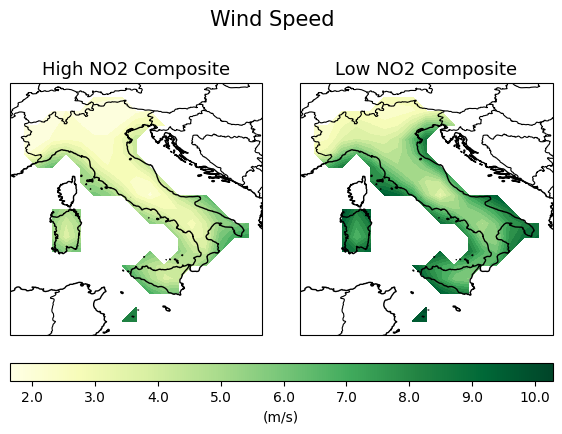 Wind Speed
High NO2 Composite
Low NO2 Composite
2.0 3.0 4.0 5.0 6.0 7.0 8.0 9.0 10.0
(m/s)